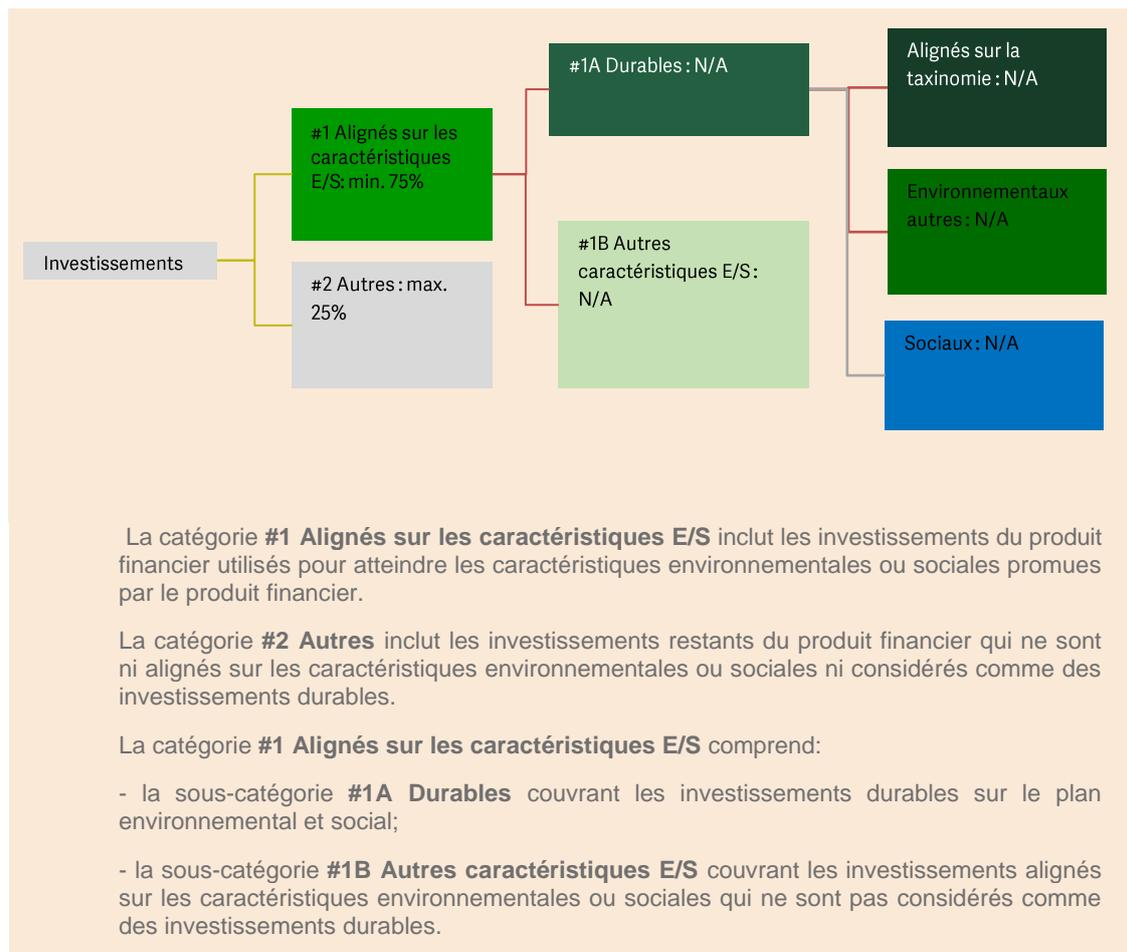 Investissements
#1 Alignés sur les
caractéristiques
E/S: min. 75%
#2 Autres : max.
25%
#1A Durables : N/A
#1B Autres
caractéristiques E/S :
N/A
Alignés sur la
taxinomie : N/A
Environnementaux
autres : N/A
Sociaux : N/A
La catégorie #1 Alignés sur les caractéristiques E/S inclut les investissements du produit
financier utilisés pour atteindre les caractéristiques environnementales ou sociales promues
par le produit financier.
La catégorie #2 Autres inclut les investissements restants du produit financier qui ne sont
ni alignés sur les caractéristiques environnementales ou sociales ni considérés comme des
investissements durables.
La catégorie #1 Alignés sur les caractéristiques E/S comprend:
- la sous-catégorie #1A Durables couvrant les investissements durables sur le plan
environnemental et social;
- la sous-catégorie #1B Autres caractéristiques E/S couvrant les investissements alignés
sur les caractéristiques environnementales ou sociales qui ne sont pas considérés comme
des investissements durables.